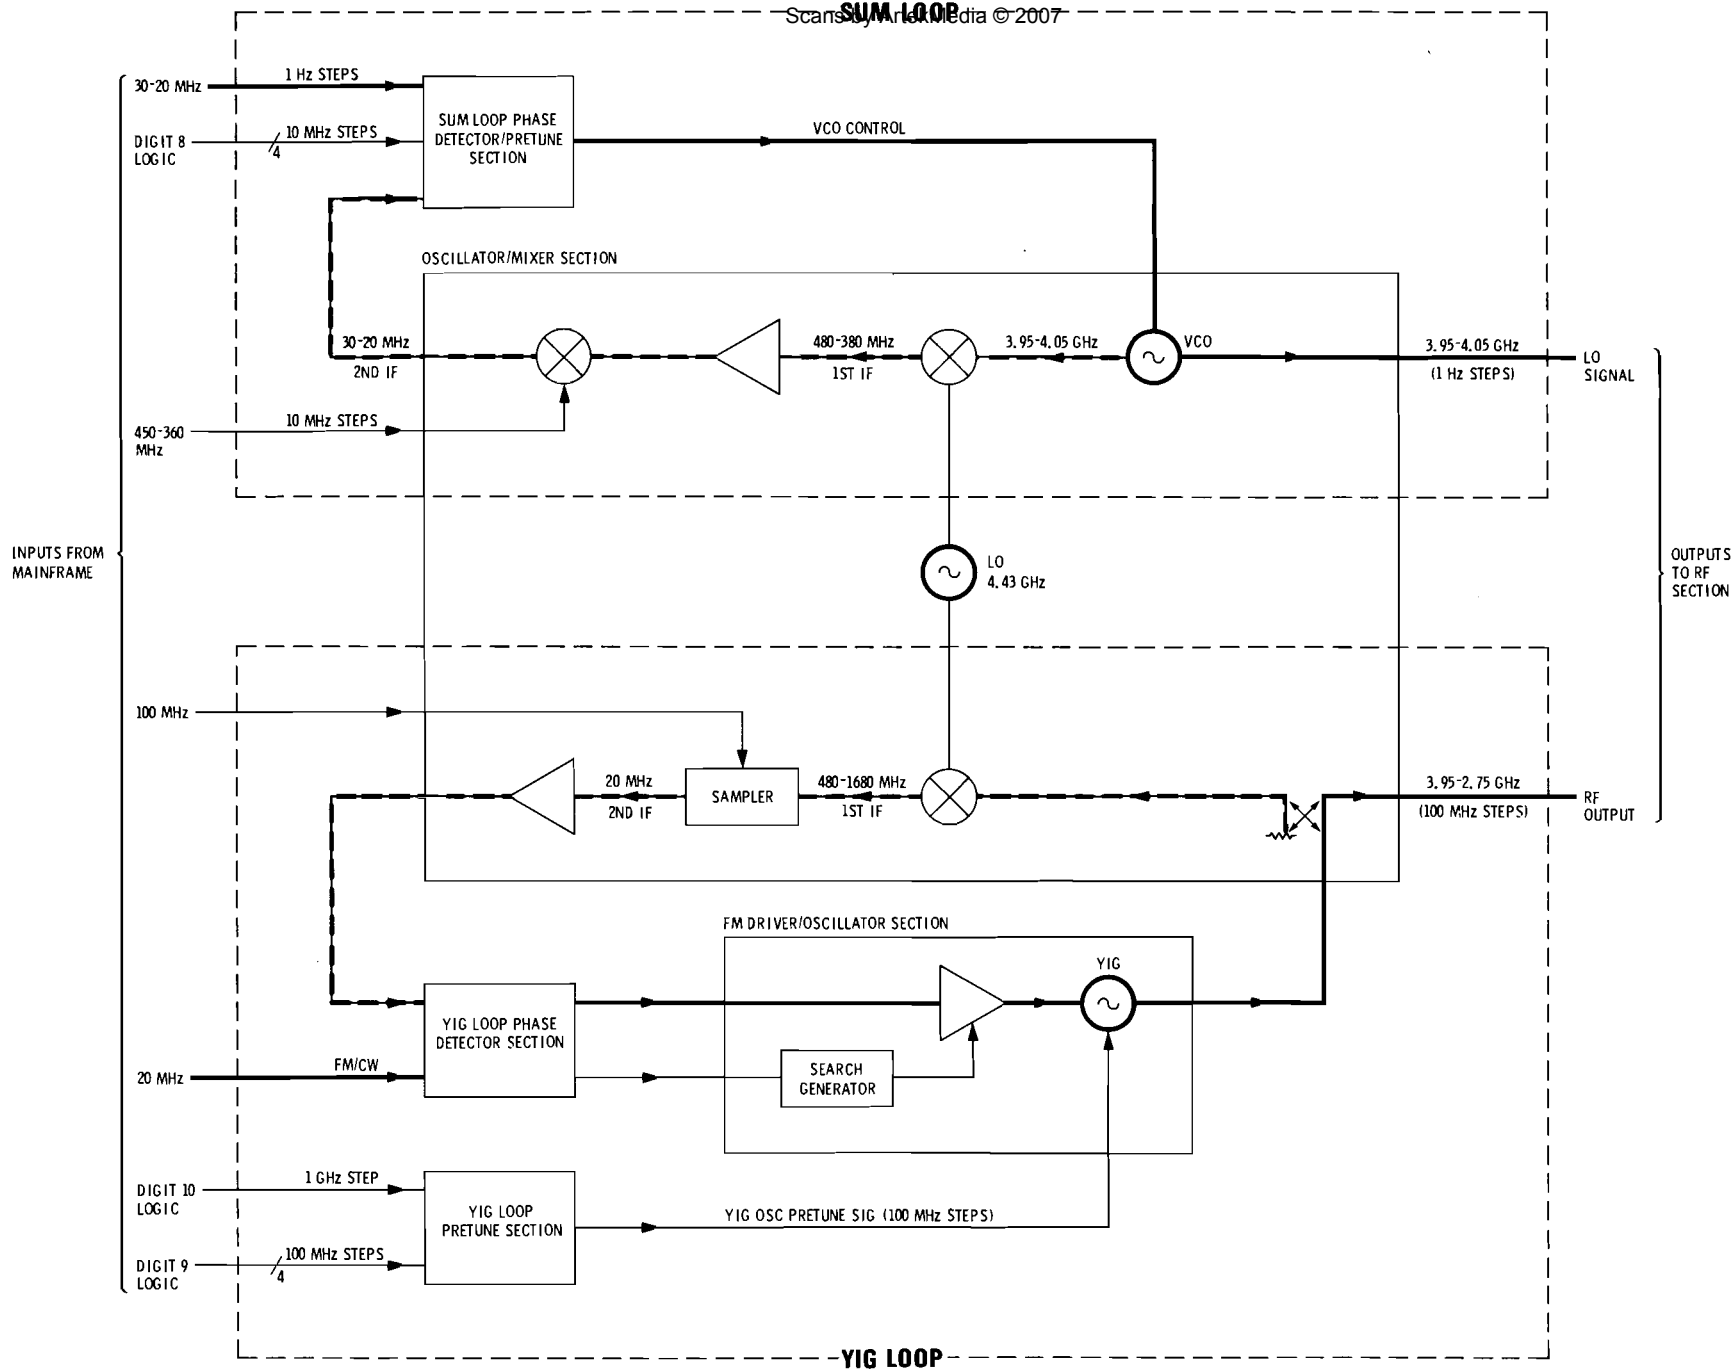 SUM LOOP
Scans by ArtekMedia © 2007
30-20 MHz
1 Hz STEPS
DIGIT 8
LOGIC
4
10 MHz STEPS
SUM LOOP PHASE
DETECTOR/PRETUNE
SECTION
VCO CONTROL
OSCILLATOR/MIXER SECTION
30-20 MHz
2ND IF
480-380 MHz
1ST IF
3.95-4.05 GHz
VCO
3.95-4.05 GHz
(1 Hz STEPS)
LO
SIGNAL
450-360
MHz
10 MHz STEPS
INPUTS FROM
MAINFRAME
LO
4.43 GHz
OUTPUTS
TO RF
SECTION
100 MHz
20 MHz
2ND IF
SAMPLER
480-1680 MHz
1ST IF
3.95-2.75 GHz
(100 MHz STEPS)
RF
OUTPUT
FM DRIVER/OSCILLATOR SECTION
YIG
YIG LOOP PHASE
DETECTOR SECTION
20 MHz
FM/CW
SEARCH
GENERATOR
DIGIT 10
LOGIC
1 GHz STEP
YIG LOOP
PRETUNE SECTION
YIG OSC PRETUNE SIG (100 MHz STEPS)
DIGIT 9
LOGIC
4
100 MHz STEPS
YIG LOOP